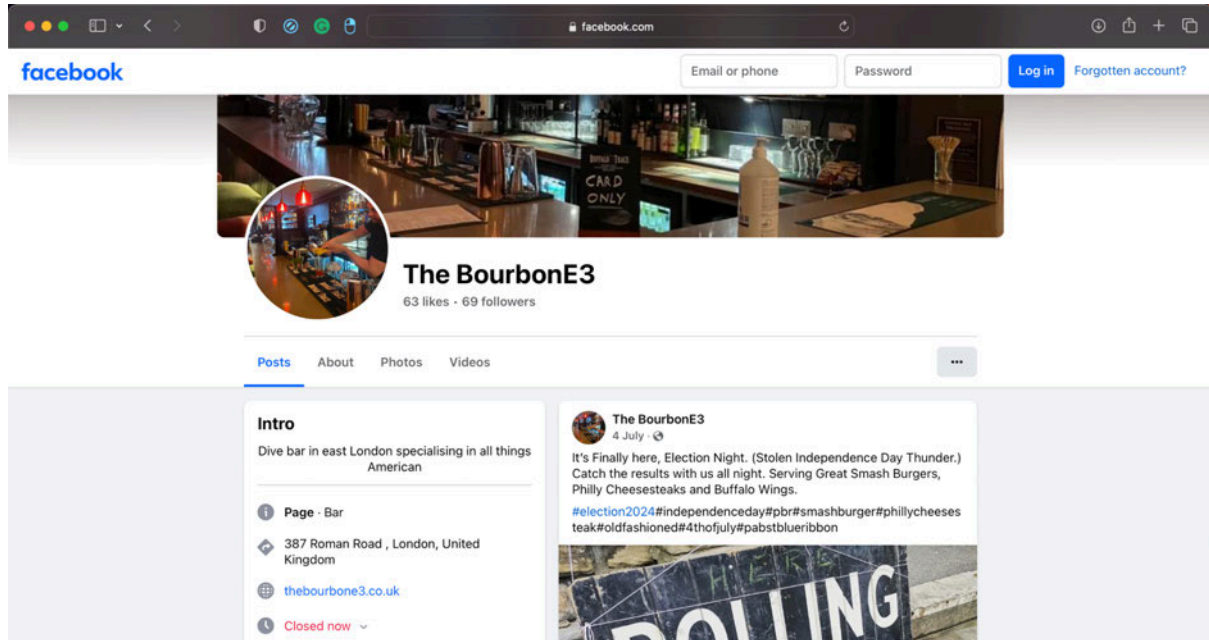 facebook.com
facebook
Email or phone
Password
Log in
Forgotten account?
BUFFALO TRACE
CARD
ONLY
The BourbonE3
63 likes • 69 followers
Posts
About
Photos
Videos
Intro
Dive bar in east London specialising in all things
American
Page · Bar
387 Roman Road , London, United
Kingdom
thebourbone3.co.uk
Closed now
The BourbonE3
4 July ·
It's Finally here, Election Night. (Stolen Independence Day Thunder.)
Catch the results with us all night. Serving Great Smash Burgers,
Philly Cheesesteaks and Buffalo Wings.
#election2024#independenceday#pbr#smashburger#phillycheeses
teak#oldfashioned#4thofjuly#pabstblueribbon
HERE
POLLING